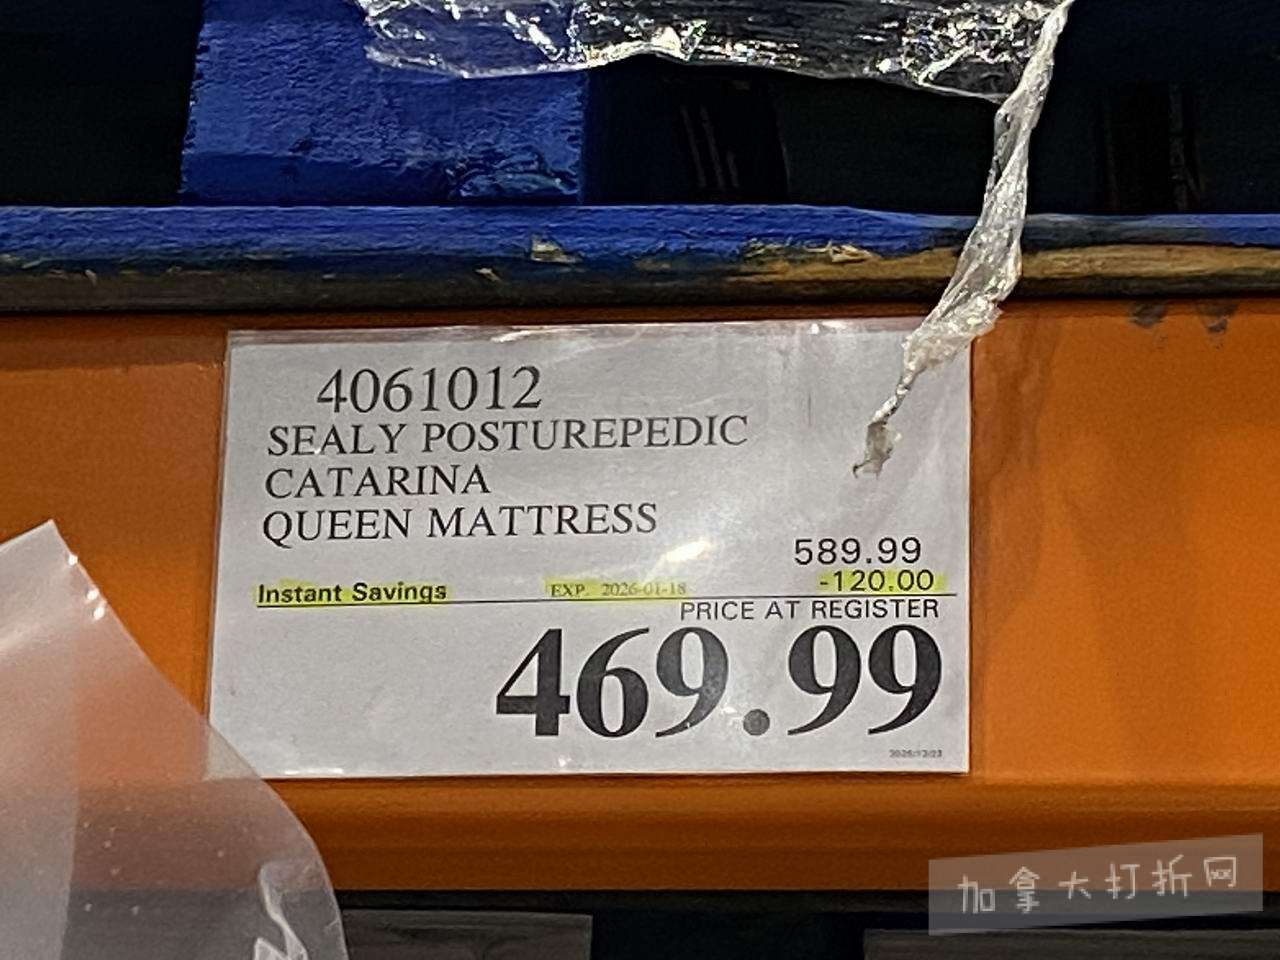 4061012
SEALY POSTUREPEDIC
CATARINA
QUEEN MATTRESS
589.99
Instant Savings EXP. 2026-01-18 -120.00
PRICE AT REGISTER
469.99
加拿大打折网